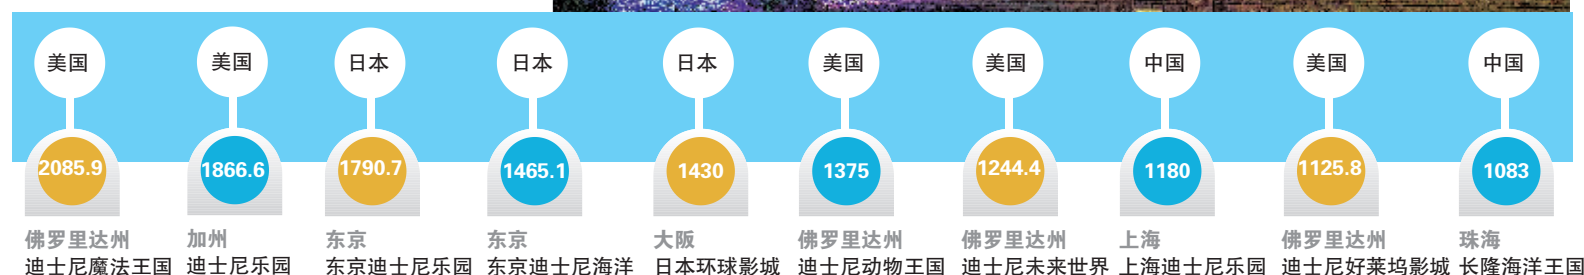 美国
美国
日本
日本
日本
美国
美国
中国
美国
中国
2085.9
1866.6
1790.7
1465.1
1430
1375
1244.4
1180
1125.8
1083
佛罗里达州
加州
东京
东京
大阪
佛罗里达州
佛罗里达州
上海
佛罗里达州
珠海
迪士尼魔法王国
迪士尼乐园
东京迪士尼乐园
东京迪士尼海洋
日本环球影城
迪士尼动物王国
迪士尼未来世界
上海迪士尼乐园
迪士尼好莱坞影城
长隆海洋王国